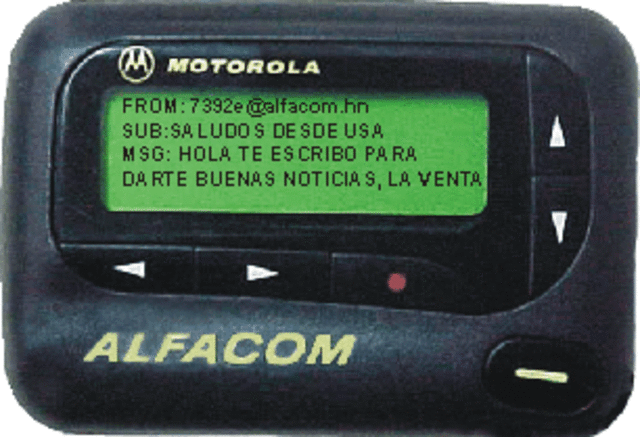 MOTOROLA
FROM: 7392e@alfacom.hn
SUB:SALUDOS DESDE USA
MSG: HOLA TE ESCRIBO PARA
DARTE BUENAS NOTICIAS, LA VENTA
ALFACOM